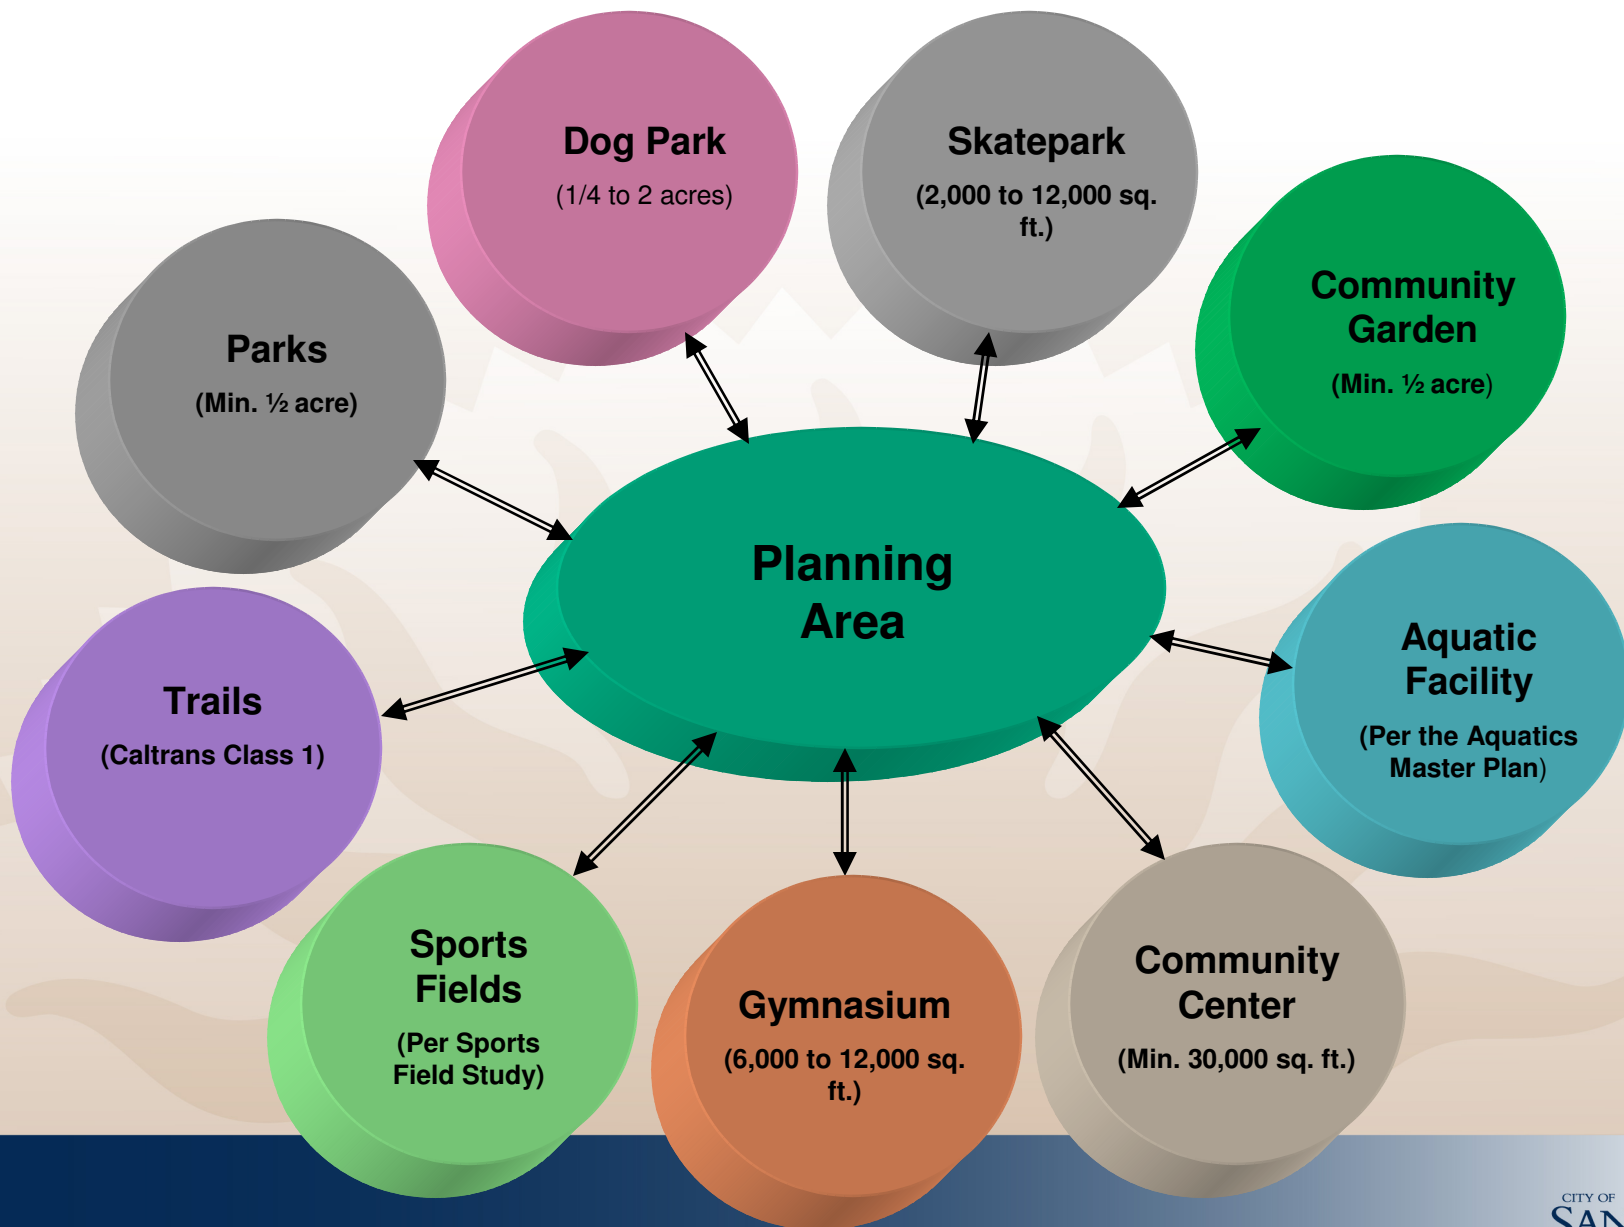 Dog Park
(1/4 to 2 acres)
Skatepark
(2,000 to 12,000 sq.
ft.)
Community
Garden
(Min. ½ acre)
Parks
(Min. ½ acre)
Planning
Area
Aquatic
Facility
(Per the Aquatics
Master Plan)
Trails
(Caltrans Class 1)
Sports
Fields
(Per Sports
Field Study)
Gymnasium
(6,000 to 12,000 sq.
ft.)
Community
Center
(Min. 30,000 sq. ft.)
CITY OF
SAN